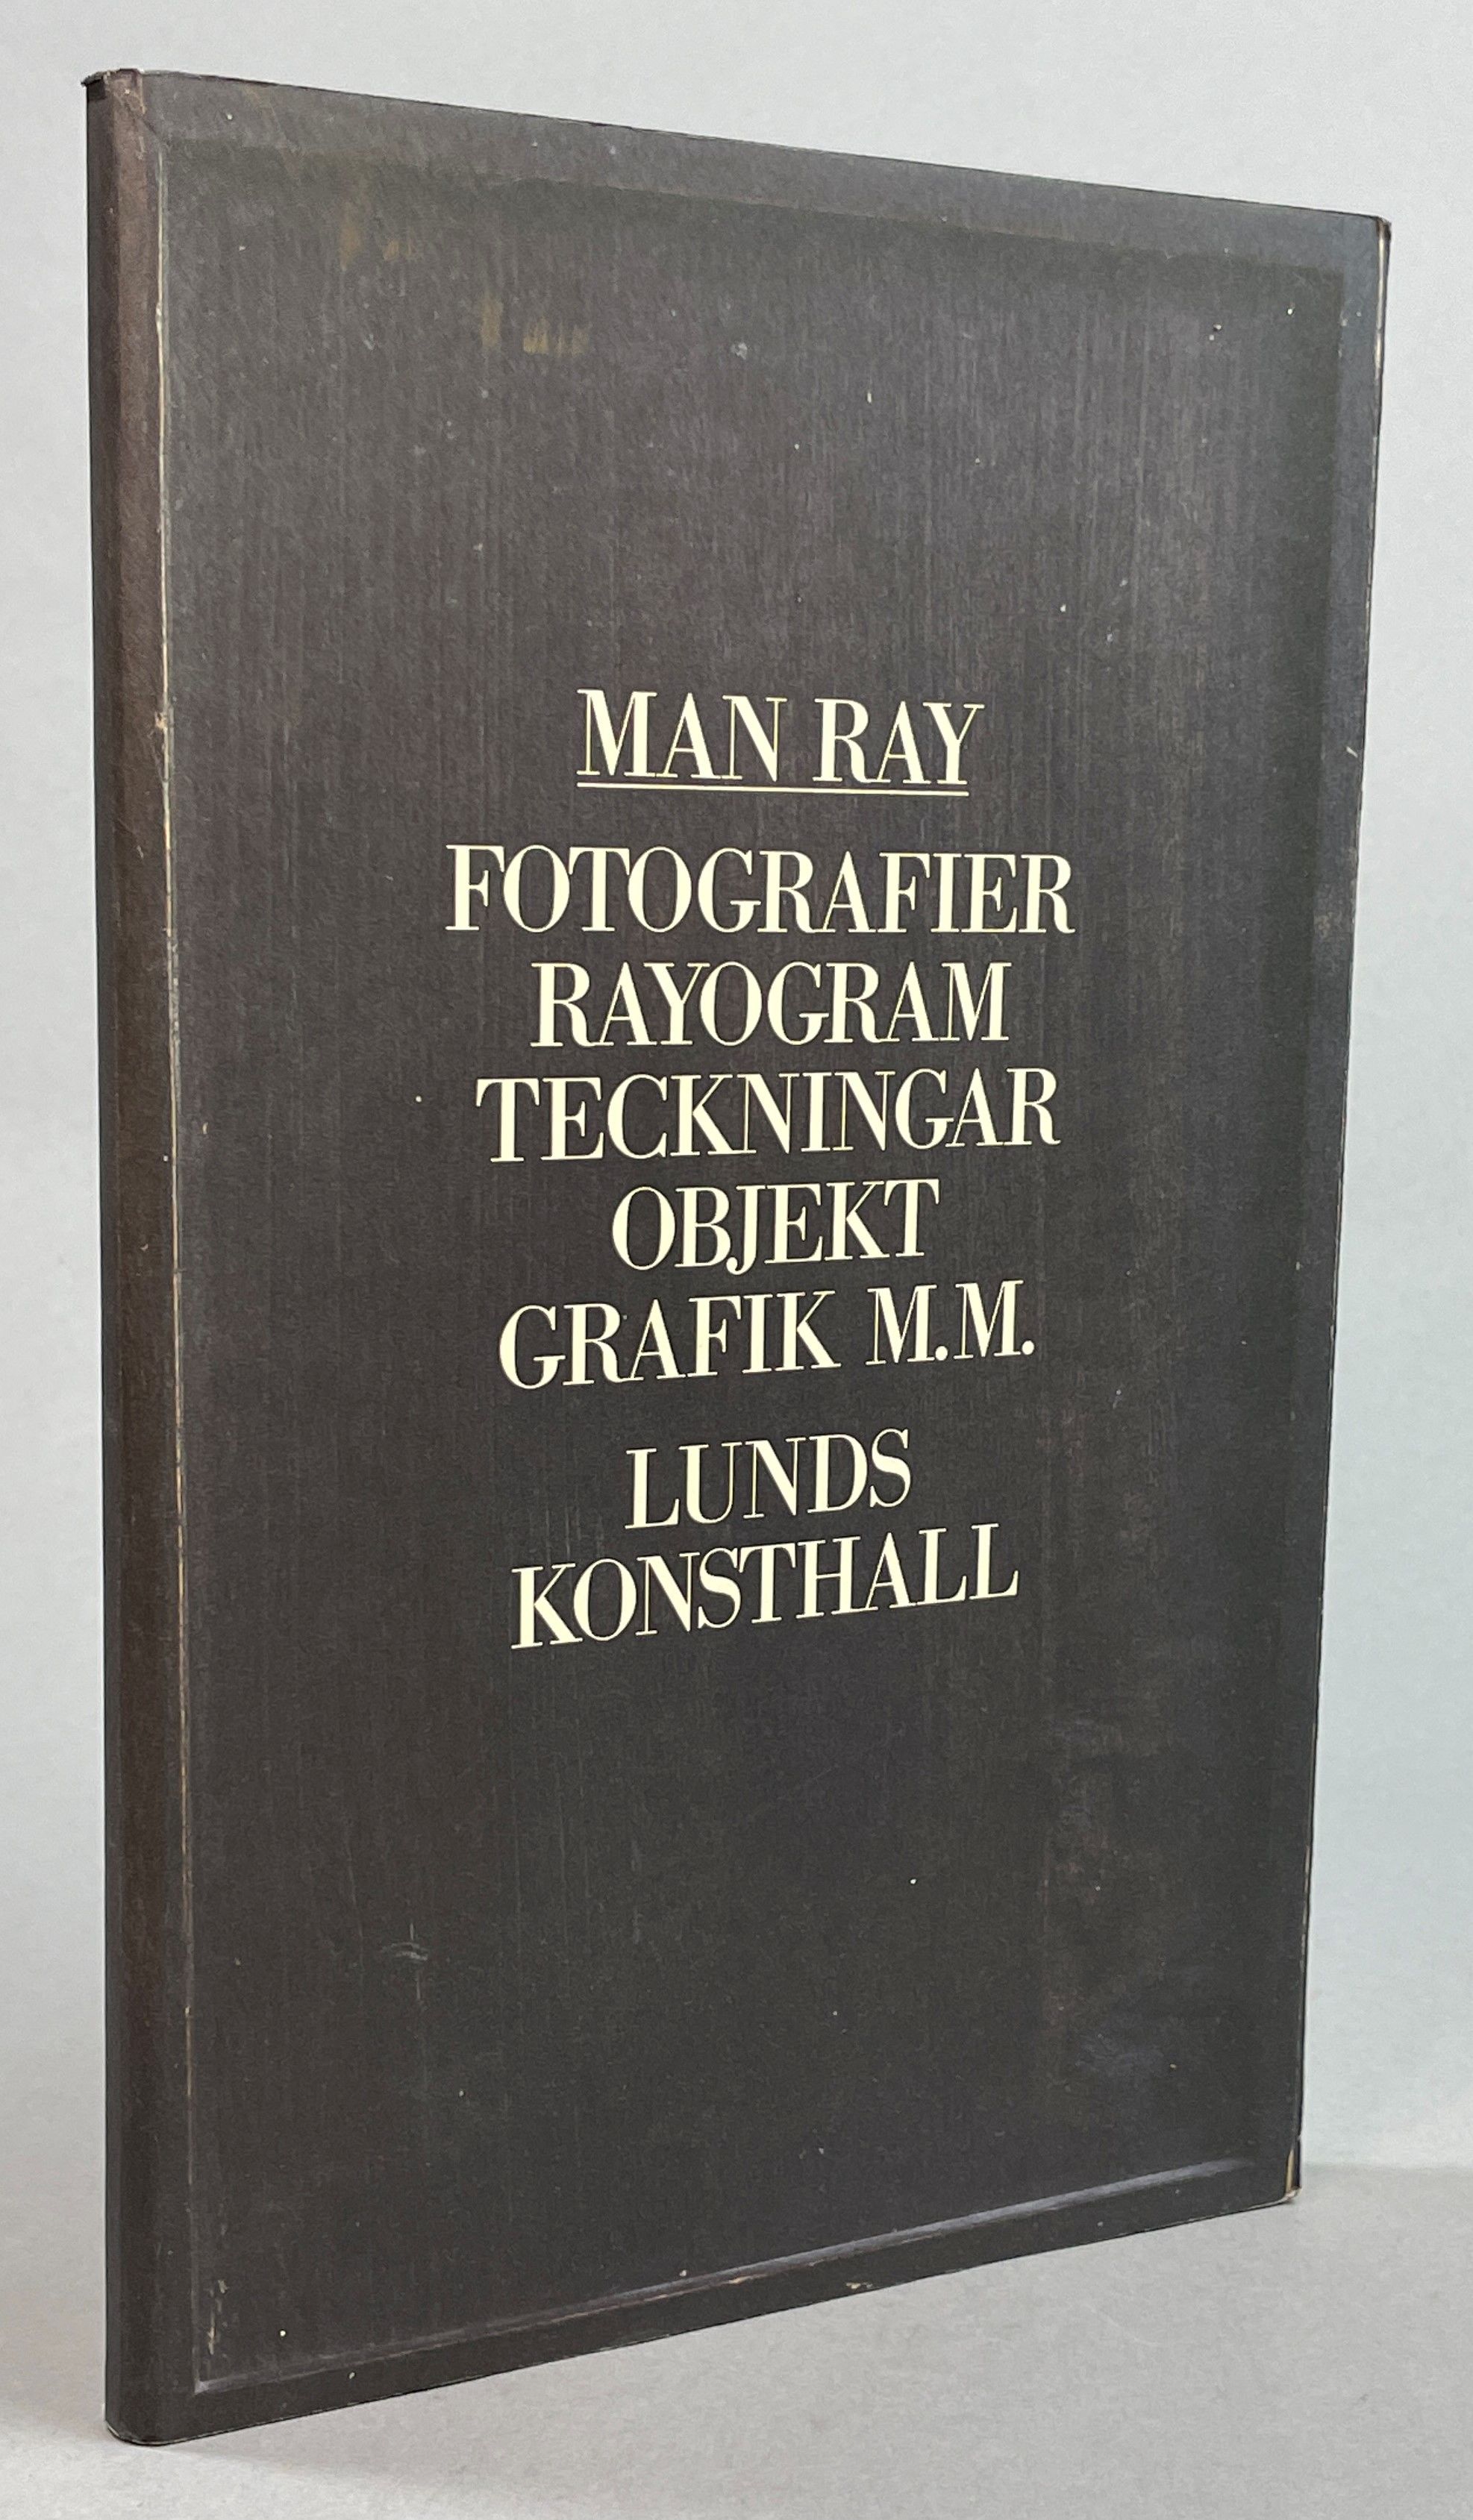 MAN RAY
FOTOGRAFIER
RAYOGRAM
TECKNINGAR
OBJEKT
GRAFIK M.M.
LUNDS
KONSTHALL